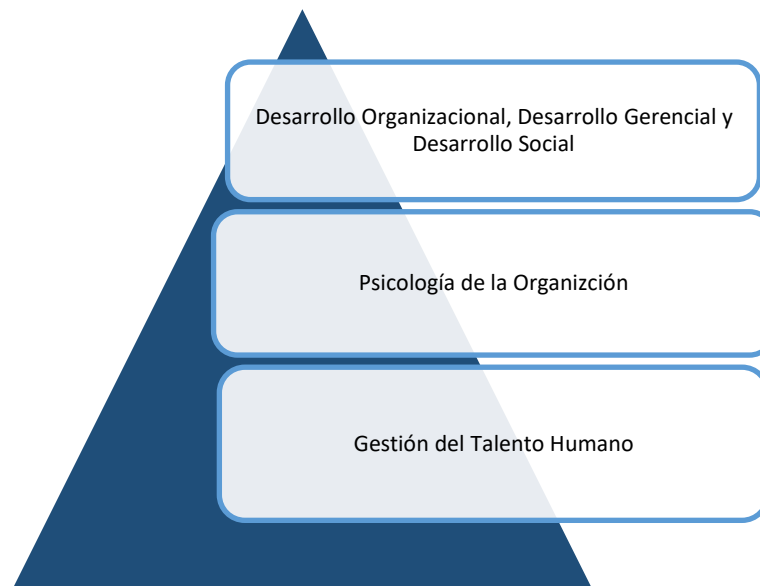 Desarrollo Organizacional, Desarrollo Gerencial y
Desarrollo Social
Psicología de la Organizción
Gestión del Talento Humano